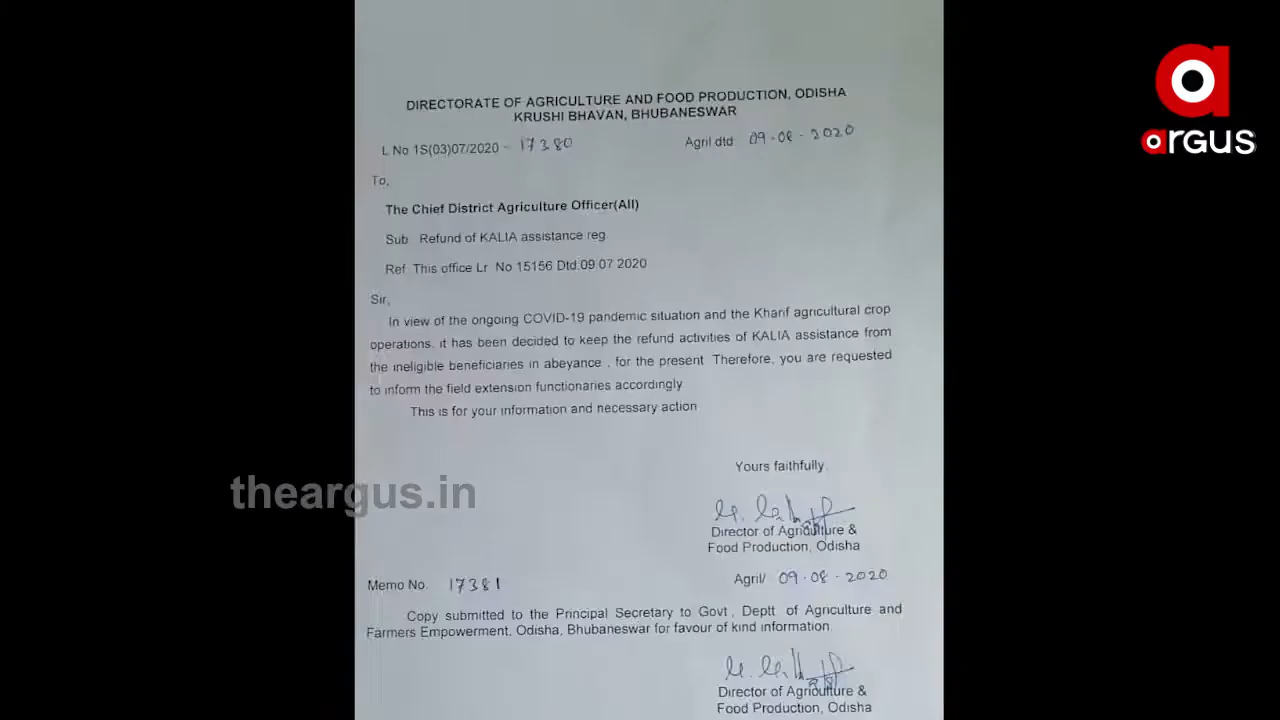 DIRECTORATE OF AGRICULTURE AND FOOD PRODUCTION, ODISHA
KRUSHI BHAVAN, BHUBANESWAR
L No 1S(03)07/2020 - 17380 Agril dtd 09-08-2020
To,
The Chief District Agriculture Officer(All)
Sub Refund of KALIA assistance reg
Ref This office Lr No 15156 Dtd.09 07 2020
Sir,
In view of the ongoing COVID-19 pandemic situation and the Kharif agricultural crop
operations, it has been decided to keep the refund activities of KALIA assistance from
the ineligible beneficiaries in abeyance , for the present Therefore, you are requested
to inform the field extension functionaries accordingly
This is for your information and necessary action
Yours faithfully,
Director of Agriculture &
Food Production, Odisha
Memo No. 17381 Agril/ 09-08-2020
Copy submitted to the Principal Secretary to Govt , Deptt of Agriculture and
Farmers Empowerment, Odisha, Bhubaneswar for favour of kind information.
Director of Agriculture &
Food Production, Odisha
argus
theargus.in